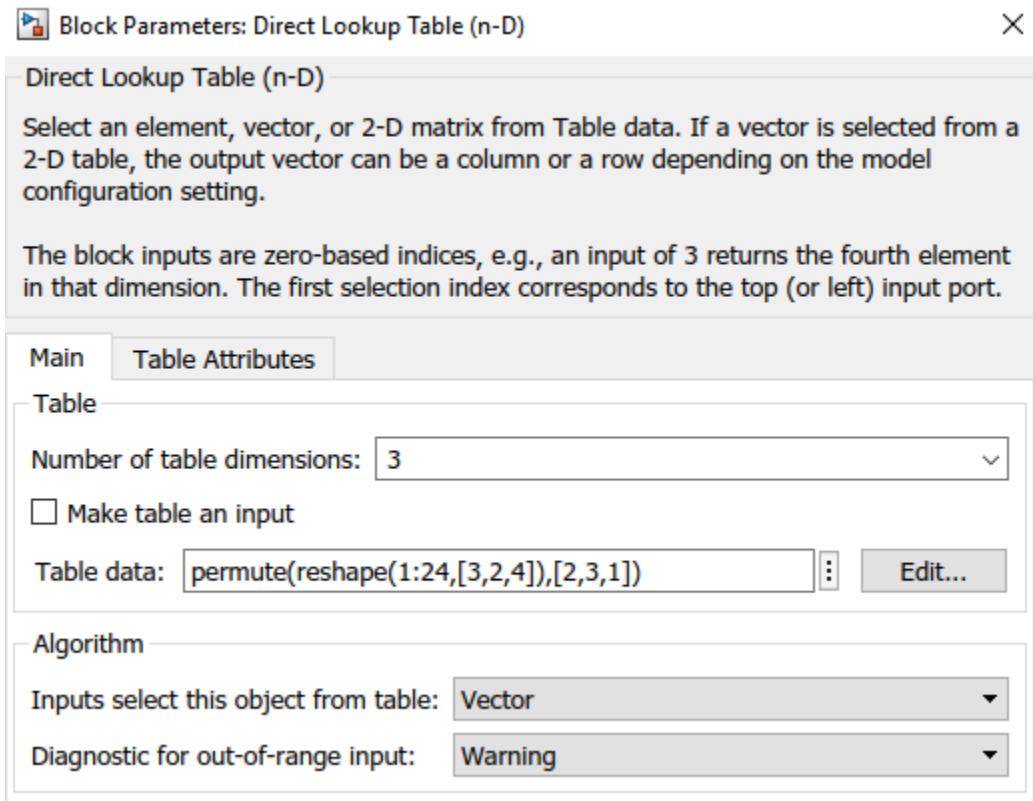 Block Parameters: Direct Lookup Table (n-D)
Direct Lookup Table (n-D)
Select an element, vector, or 2-D matrix from Table data. If a vector is selected from a
2-D table, the output vector can be a column or a row depending on the model
configuration setting.
The block inputs are zero-based indices, e.g., an input of 3 returns the fourth element
in that dimension. The first selection index corresponds to the top (or left) input port.
Main Table Attributes
Table
Number of table dimensions: 3
Make table an input
Table data: permute(reshape(1:24,[3,2,4]),[2,3,1]) Edit...
Algorithm
Inputs select this object from table: Vector
Diagnostic for out-of-range input: Warning